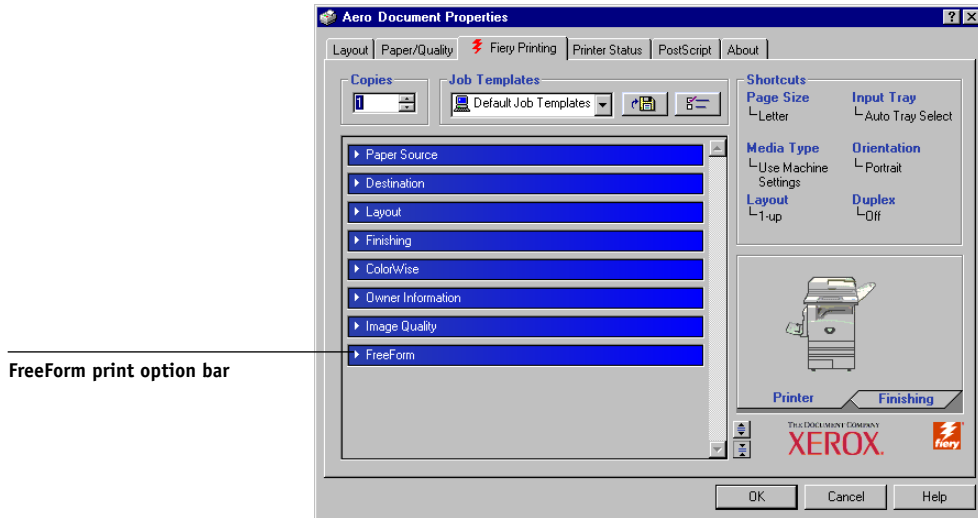 Aero Document Properties
Layout
Paper/Quality
Fiery Printing
Printer Status
PostScript
About
Copies
1
Job Templates
Default Job Templates
Paper Source
Destination
Layout
Finishing
ColorWise
Owner Information
Image Quality
FreeForm
FreeForm print option bar
Shortcuts
Page Size
Letter
Input Tray
Auto Tray Select
Media Type
Use Machine
Settings
Orientation
Portrait
Layout
1-up
Duplex
Off
Printer
Finishing
THE DOCUMENT COMPANY
XEROX.
fiery
OK
Cancel
Help